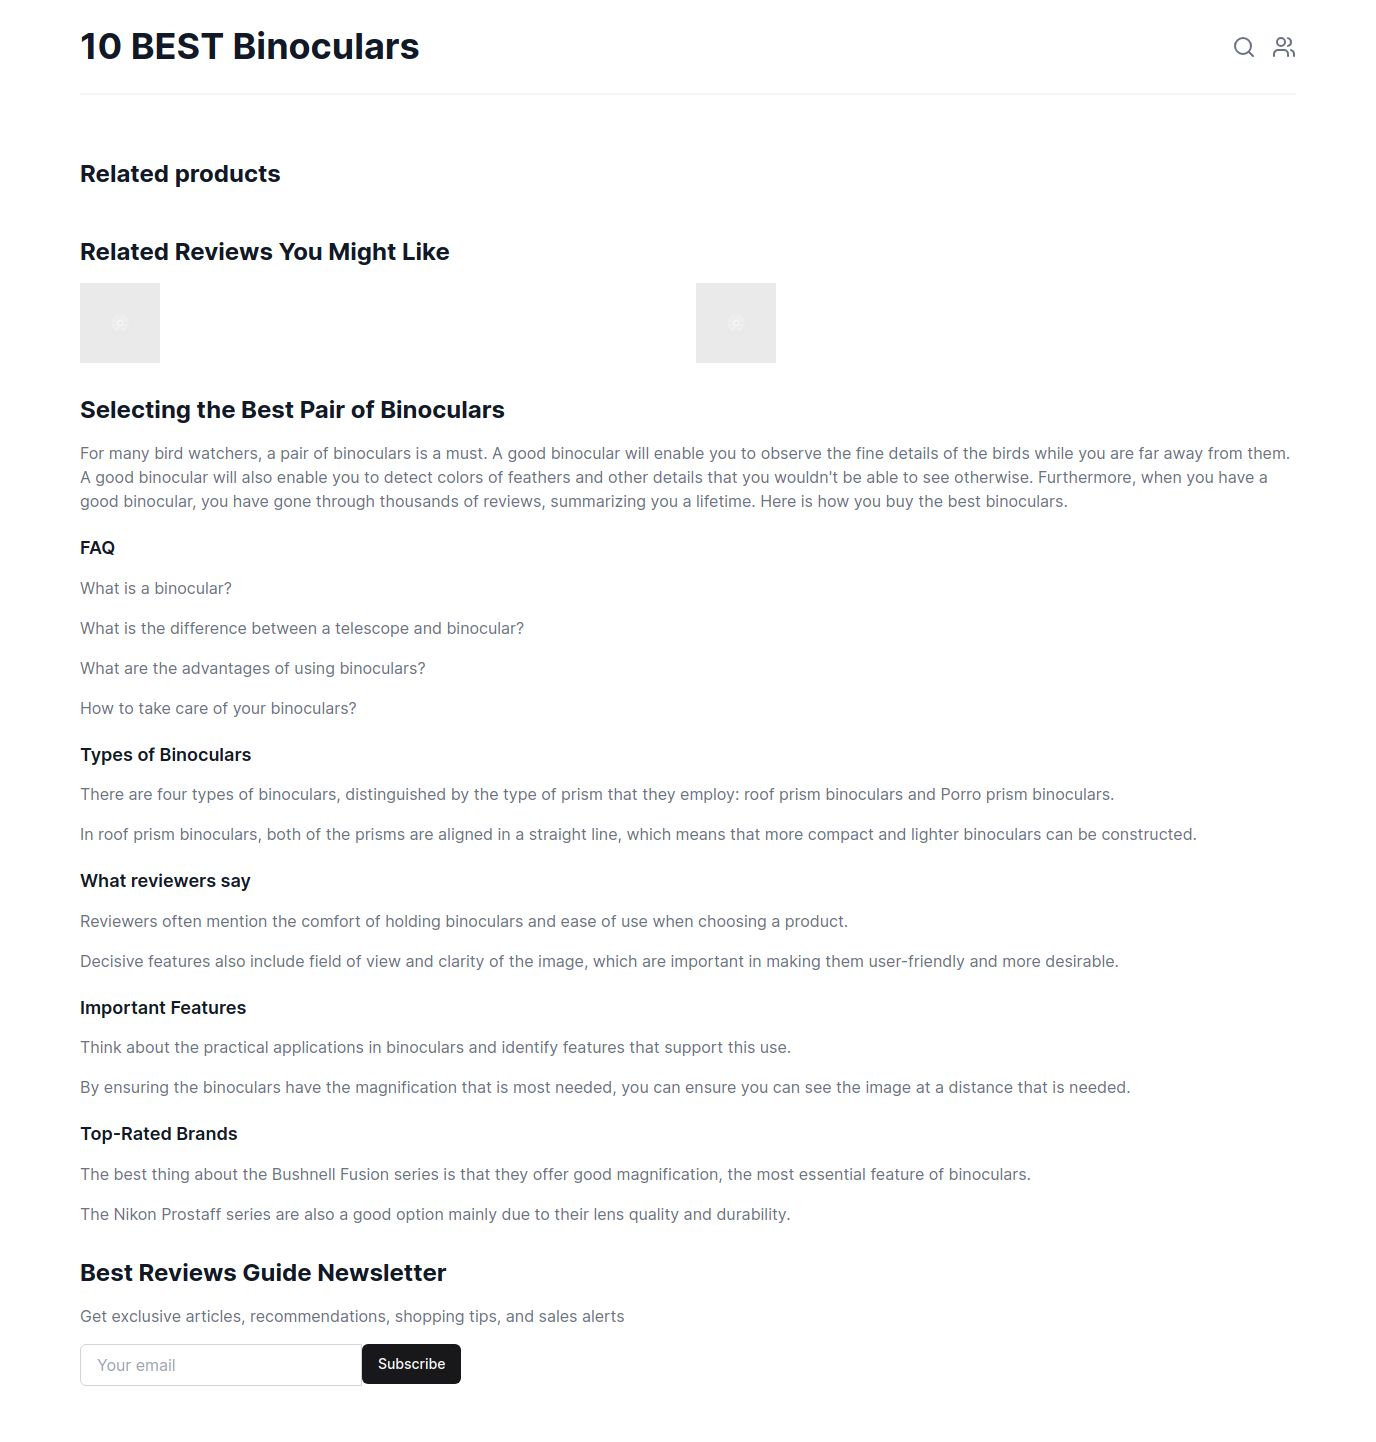 10 BEST Binoculars
Related products
Related Reviews You Might Like
Selecting the Best Pair of Binoculars
For many bird watchers, a pair of binoculars is a must. A good binocular will enable you to observe the fine details of the birds while you are far away from them.
A good binocular will also enable you to detect colors of feathers and other details that you wouldn't be able to see otherwise. Furthermore, when you have a
good binocular, you have gone through thousands of reviews, summarizing you a lifetime. Here is how you buy the best binoculars.
FAQ
What is a binocular?
What is the difference between a telescope and binocular?
What are the advantages of using binoculars?
How to take care of your binoculars?
Types of Binoculars
There are four types of binoculars, distinguished by the type of prism that they employ: roof prism binoculars and Porro prism binoculars.
In roof prism binoculars, both of the prisms are aligned in a straight line, which means that more compact and lighter binoculars can be constructed.
What reviewers say
Reviewers often mention the comfort of holding binoculars and ease of use when choosing a product.
Decisive features also include field of view and clarity of the image, which are important in making them user-friendly and more desirable.
Important Features
Think about the practical applications in binoculars and identify features that support this use.
By ensuring the binoculars have the magnification that is most needed, you can ensure you can see the image at a distance that is needed.
Top-Rated Brands
The best thing about the Bushnell Fusion series is that they offer good magnification, the most essential feature of binoculars.
The Nikon Prostaff series are also a good option mainly due to their lens quality and durability.
Best Reviews Guide Newsletter
Get exclusive articles, recommendations, shopping tips, and sales alerts
Your email
Subscribe